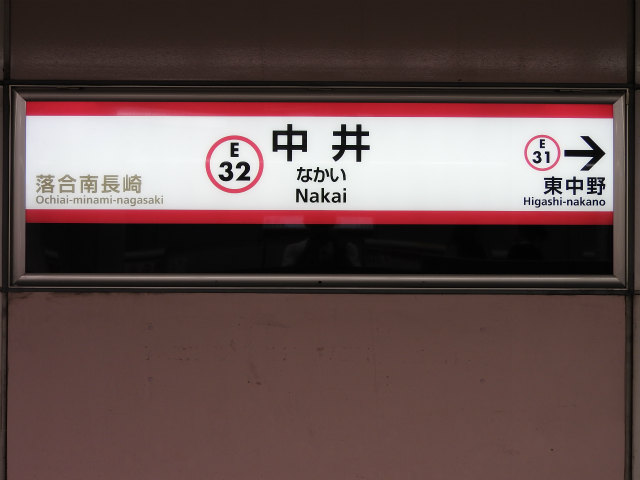 落合南長崎
Ochiai-minami-nagasaki
E
32
中井
なかい
Nakai
E
31
東中野
Higashi-nakano